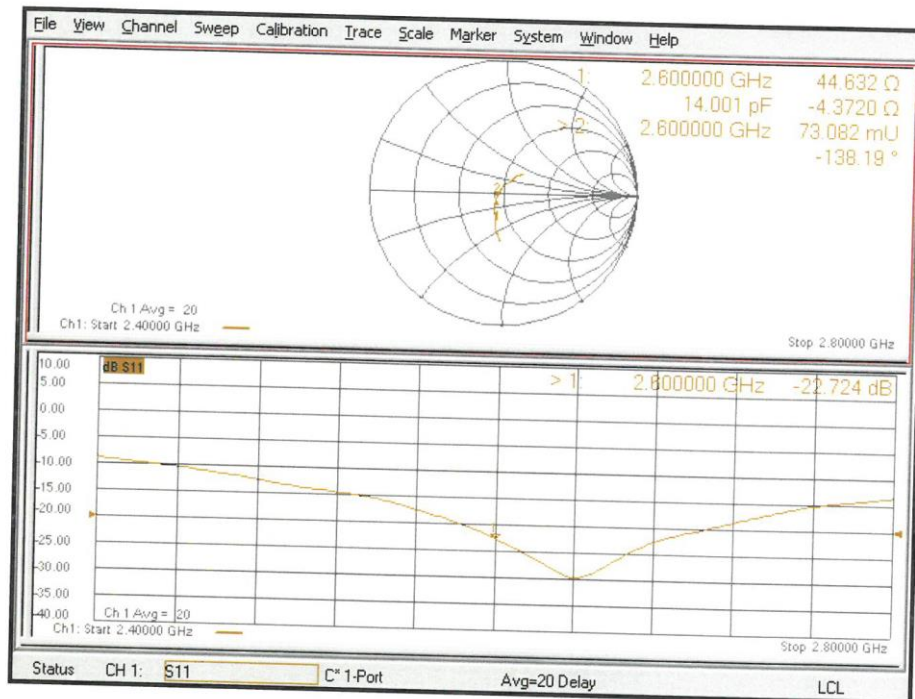 File View Channel Sweep Calibration Trace Scale Marker System Window Help
1: 2.600000 GHz 44.632 Ω
14.001 pF -4.3720 Ω
> 2: 2.600000 GHz 73.082 mU
-138.19 °
Ch 1 Avg = 20
Ch1: Start 2.40000 GHz
Stop 2.80000 GHz
10.00
dB S11
> 1: 2.600000 GHz -22.724 dB
5.00
0.00
-5.00
-10.00
-15.00
-20.00
-25.00
-30.00
-35.00
-40.00
Ch 1 Avg = 20
Ch1: Start 2.40000 GHz
Stop 2.80000 GHz
Status CH 1: S11 C* 1-Port Avg=20 Delay LCL